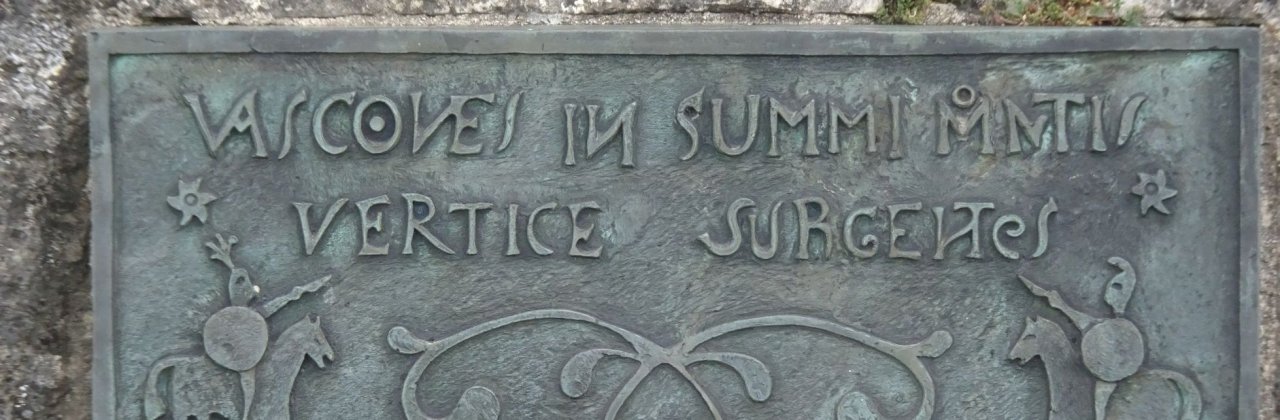 VASCONES IN SUMMI MONTIS
VERTICE SURGENTES